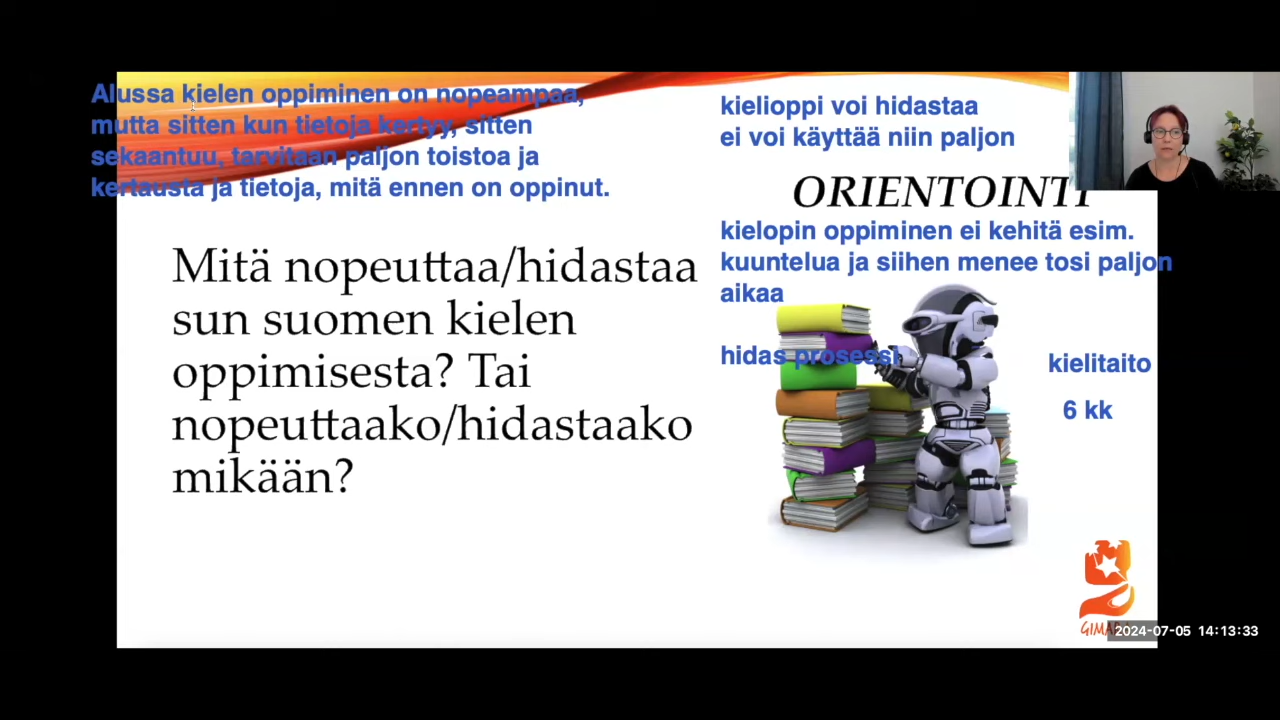 Alussa kielen oppiminen on nopeampaa,
mutta sitten kun tietoja kertyy, sitten
sekaantuu, tarvitaan paljon toistoa ja
kertausta ja tietoja, mitä ennen on oppinut.
kielioppi voi hidastaa
ei voi käyttää niin paljon
ORIENTOINTI
kielopin oppiminen ei kehitä esim.
kuuntelua ja siihen menee tosi paljon
aikaa
Mitä nopeuttaa/hidastaa
sun suomen kielen
oppimisesta? Tai
nopeuttaako/hidastaako
mikään?
hidas prosessi
kielitaito
6 kk
2024-07-05 14:13:33